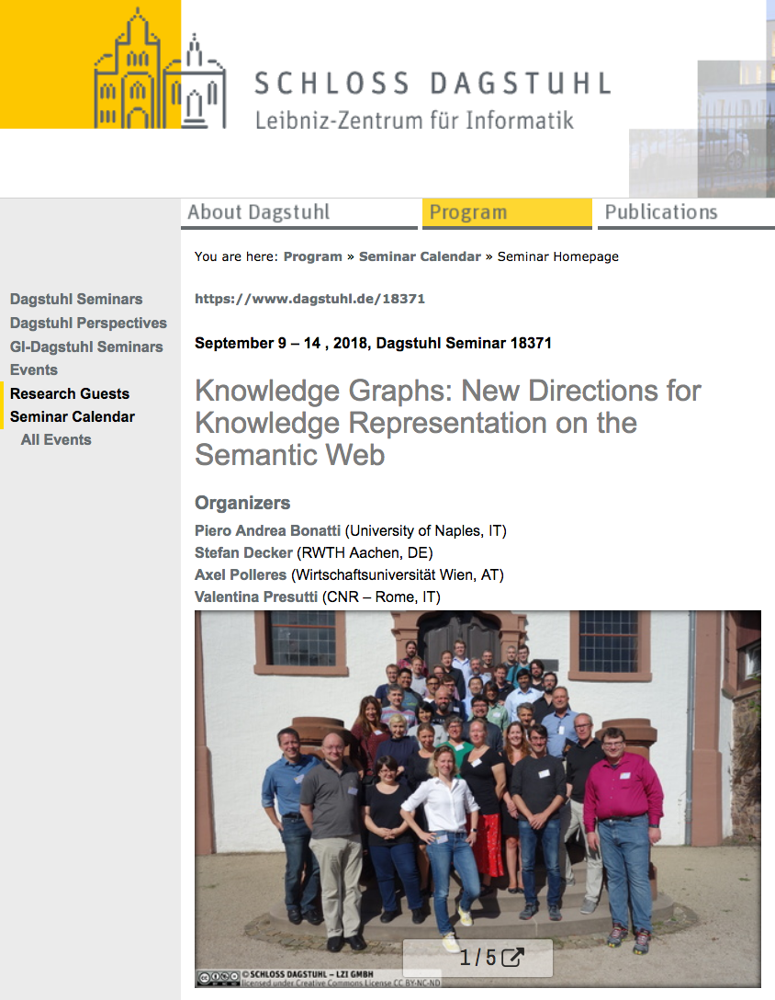 SCHLOSS DAGSTUHL
Leibniz-Zentrum für Informatik
About Dagstuhl
Program
Publications
You are here: Program » Seminar Calendar » Seminar Homepage
Dagstuhl Seminars
Dagstuhl Perspectives
GI-Dagstuhl Seminars
Events
Research Guests
Seminar Calendar
All Events
https://www.dagstuhl.de/18371
September 9 – 14 , 2018, Dagstuhl Seminar 18371
Knowledge Graphs: New Directions for
Knowledge Representation on the
Semantic Web
Organizers
Piero Andrea Bonatti (University of Naples, IT)
Stefan Decker (RWTH Aachen, DE)
Axel Polleres (Wirtschaftsuniversität Wien, AT)
Valentina Presutti (CNR – Rome, IT)
1 / 5
© SCHLOSS DAGSTUHL – LZI GMBH
licensed under Creative Commons License CC BY-NC-ND